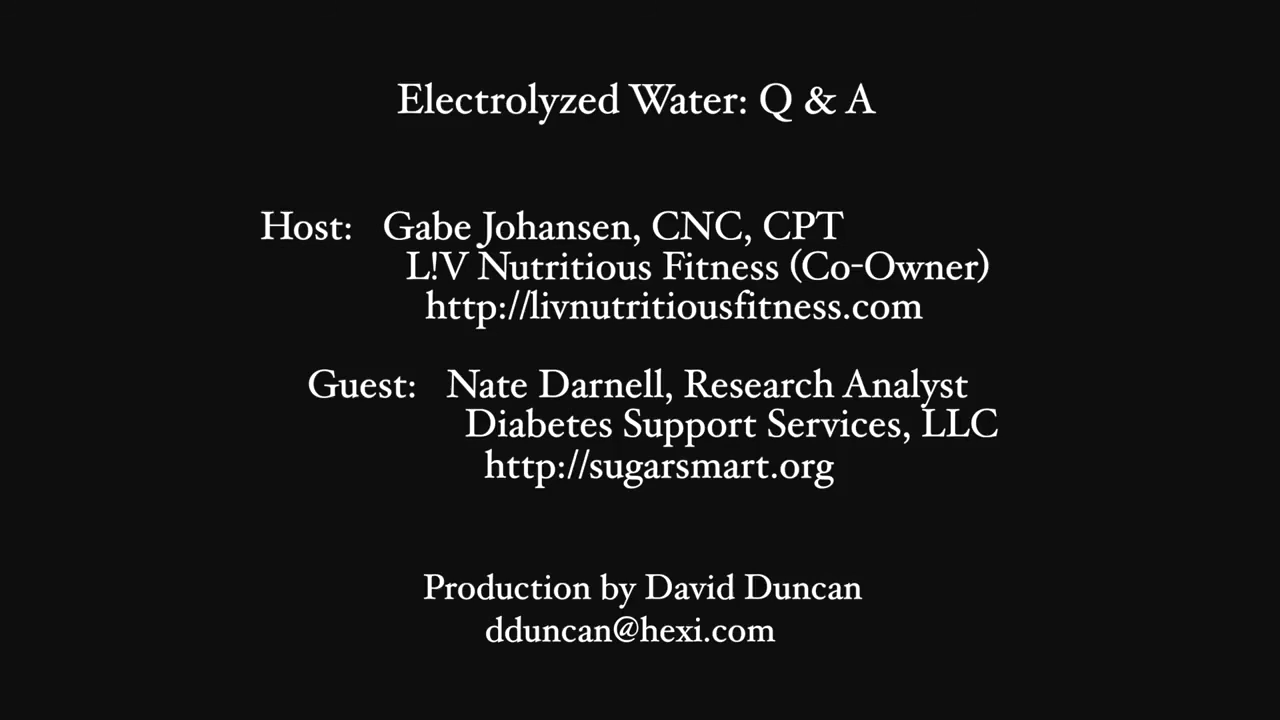 Electrolyzed Water: Q & A
Host: Gabe Johansen, CNC, CPT
L!V Nutritious Fitness (Co-Owner)
http://livnutritiousfitness.com
Guest: Nate Darnell, Research Analyst
Diabetes Support Services, LLC
http://sugarsmart.org
Production by David Duncan
dduncan@hexi.com